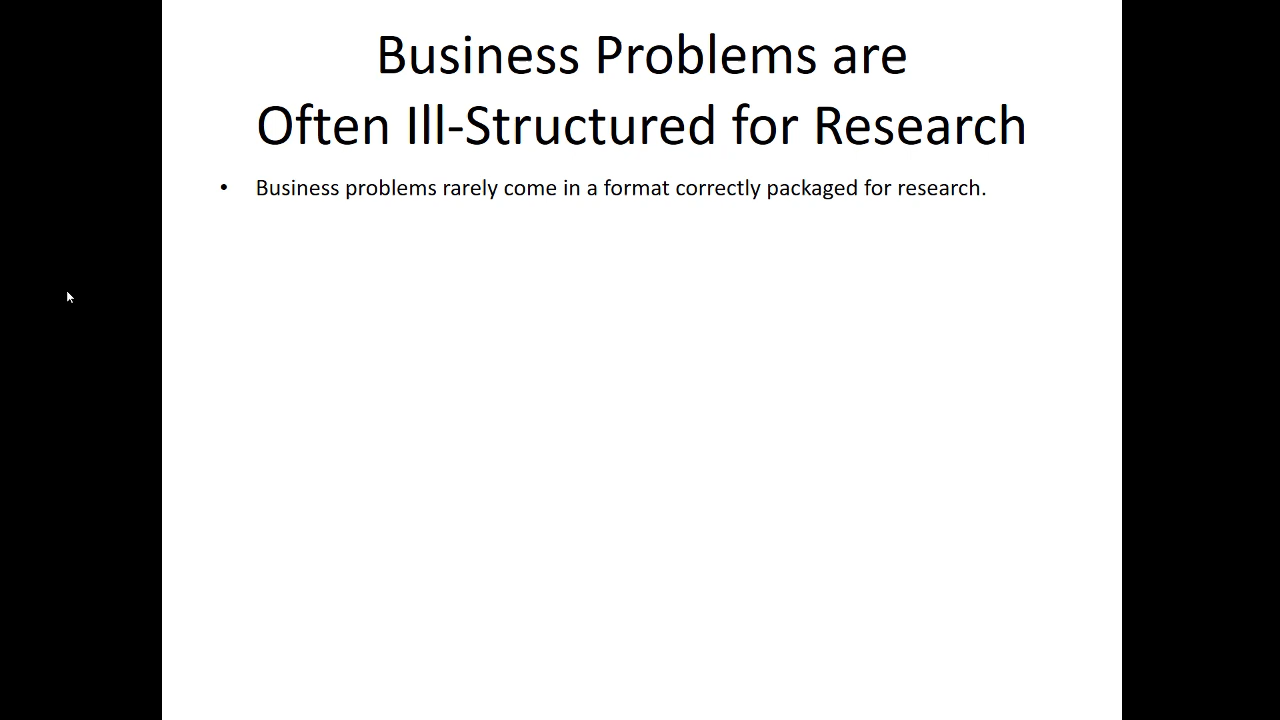 Business Problems are
Often Ill-Structured for Research
• Business problems rarely come in a format correctly packaged for research.